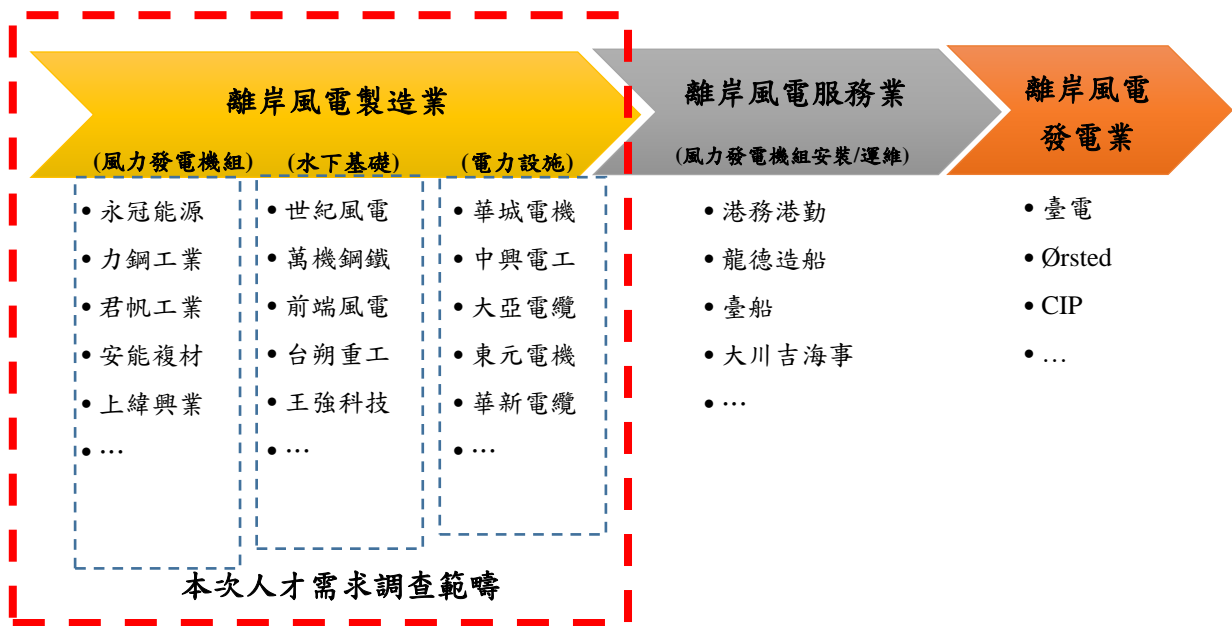 離岸風電製造業
(風力發電機組)
(水下基礎)
(電力設施)
• 永冠能源
• 力鋼工業
• 君帆工業
• 安能複材
• 上緯興業
• …
• 世紀風電
• 萬機鋼鐵
• 前端風電
• 台朔重工
• 王強科技
• …
• 華城電機
• 中興電工
• 大亞電纜
• 東元電機
• 華新電纜
• …
本次人才需求調查範疇
離岸風電服務業
(風力發電機組安裝/運維)
• 港務港勤
• 龍德造船
• 臺船
• 大川吉海事
• …
離岸風電
發電業
• 臺電
• Ørsted
• CIP
• …